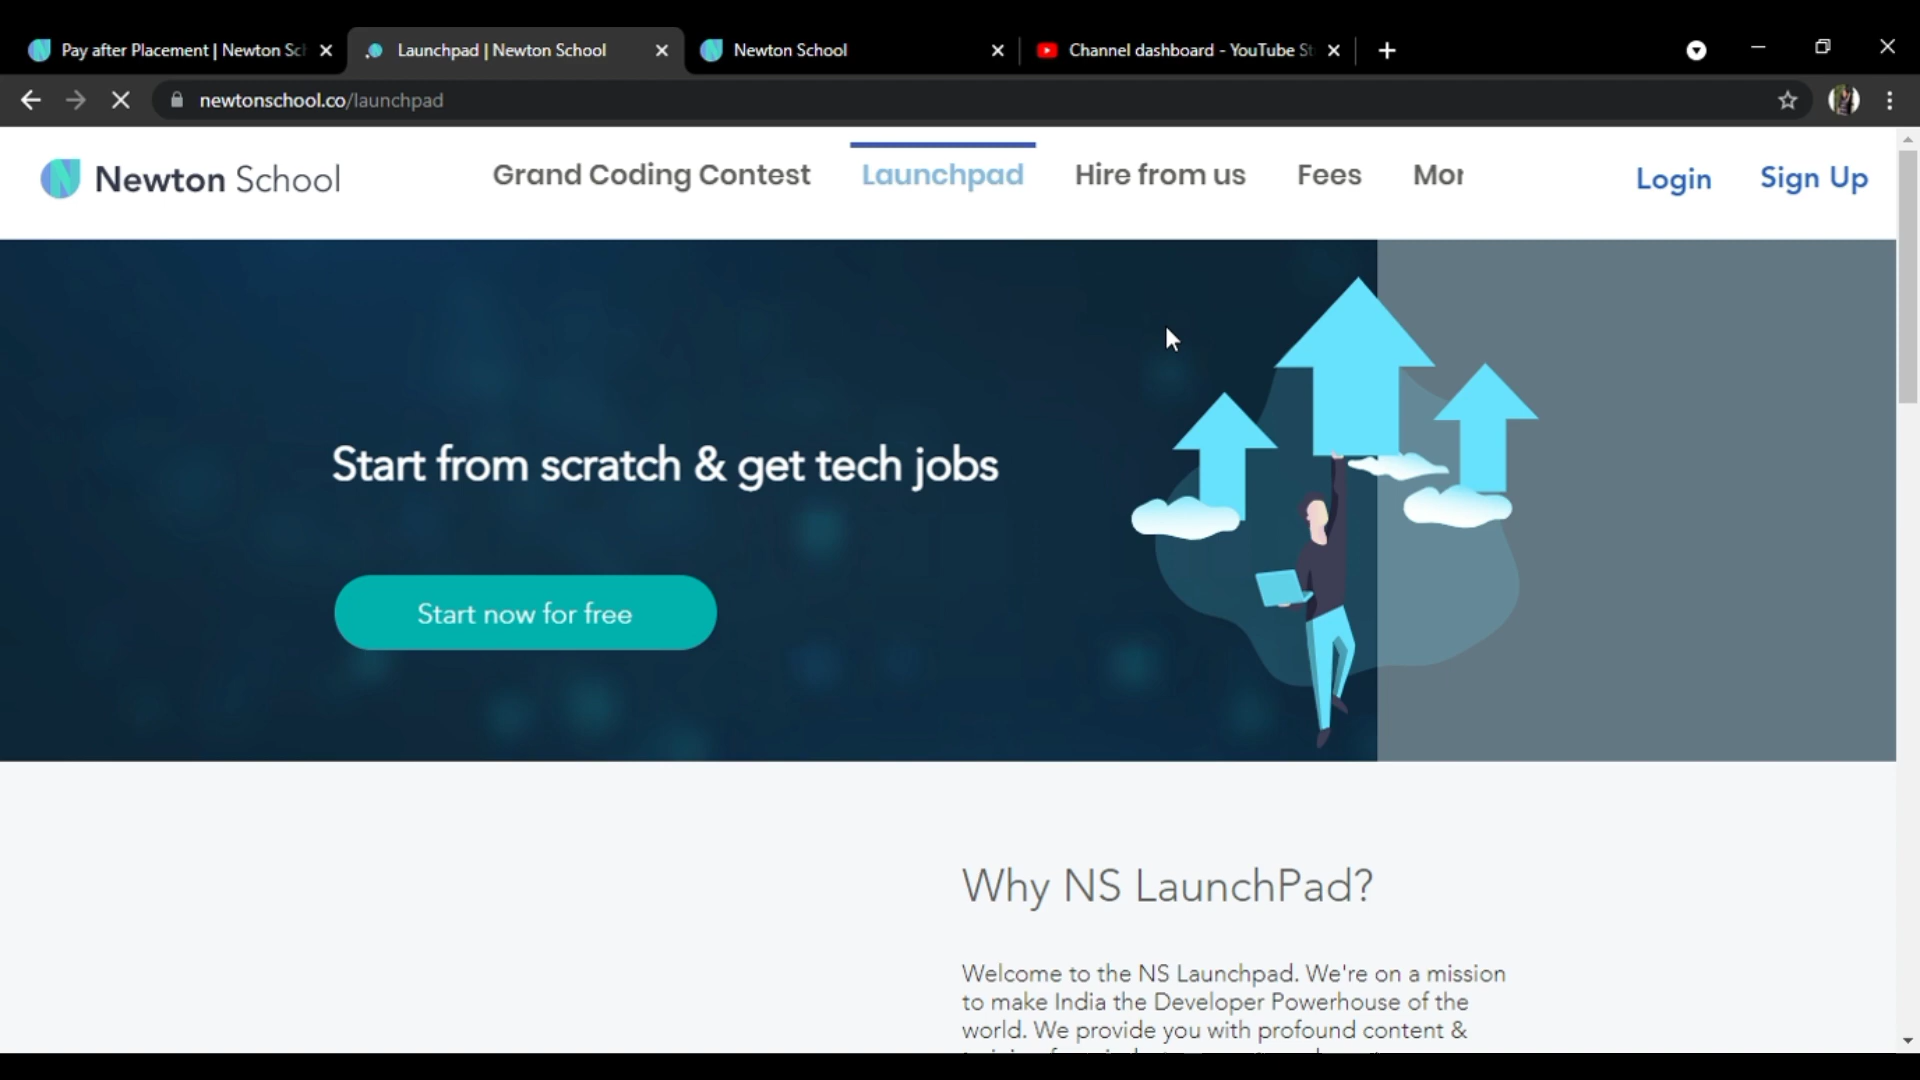 Pay after Placement | Newton Sc
Launchpad | Newton School
Newton School
Channel dashboard - YouTube St
newtonschool.co/launchpad
Newton School
Grand Coding Contest
Launchpad
Hire from us
Fees
Mor
Login
Sign Up
Start from scratch & get tech jobs
Start now for free
Why NS LaunchPad?
Welcome to the NS Launchpad. We're on a mission
to make India the Developer Powerhouse of the
world. We provide you with profound content &